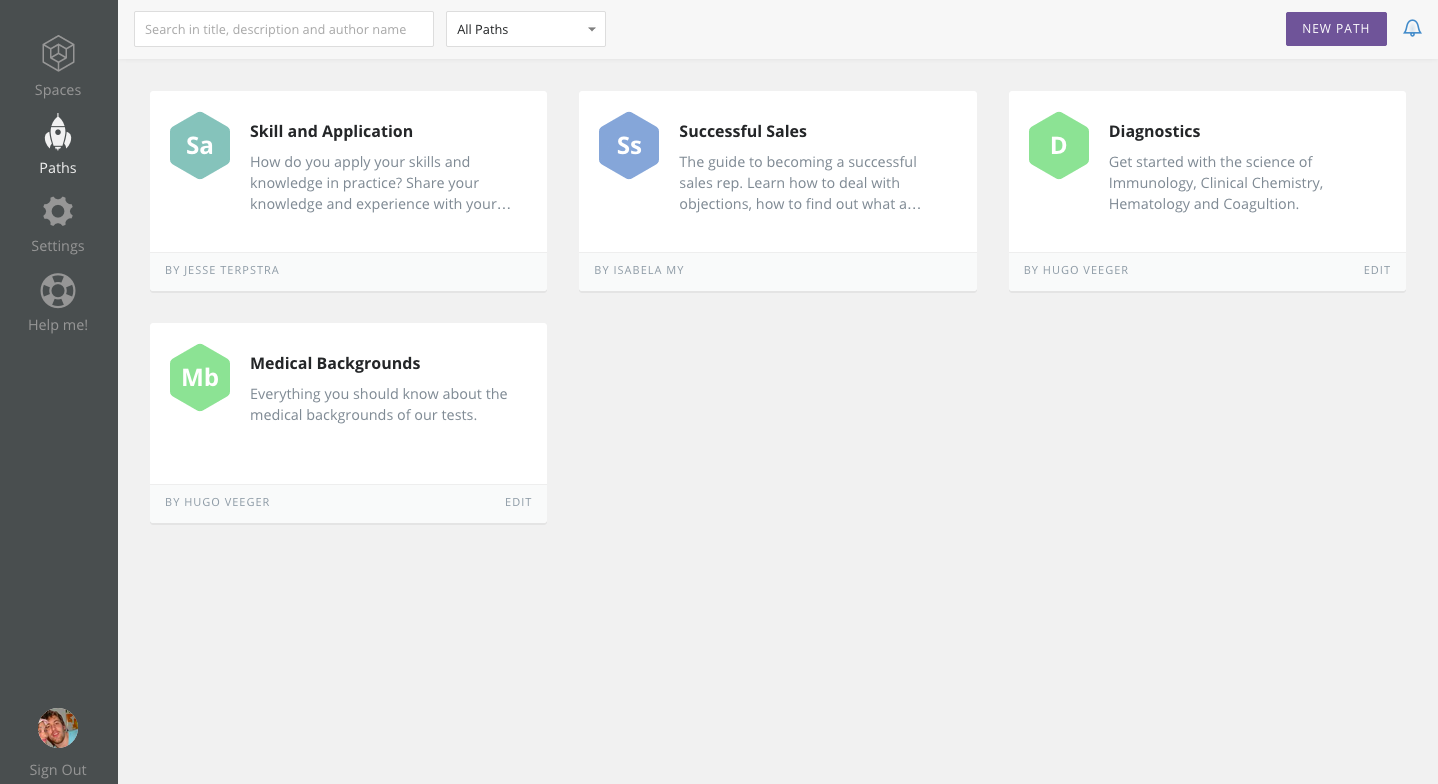 Spaces
Paths
Settings
Help me!
Sign Out
Search in title, description and author name
All Paths
NEW PATH
Sa
Skill and Application
How do you apply your skills and
knowledge in practice? Share your
knowledge and experience with your...
BY JESSE TERPSTRA
Ss
Successful Sales
The guide to becoming a successful
sales rep. Learn how to deal with
objections, how to find out what a...
BY ISABELA MY
D
Diagnostics
Get started with the science of
Immunology, Clinical Chemistry,
Hematology and Coagultion.
BY HUGO VEEGER
EDIT
Mb
Medical Backgrounds
Everything you should know about the
medical backgrounds of our tests.
BY HUGO VEEGER
EDIT